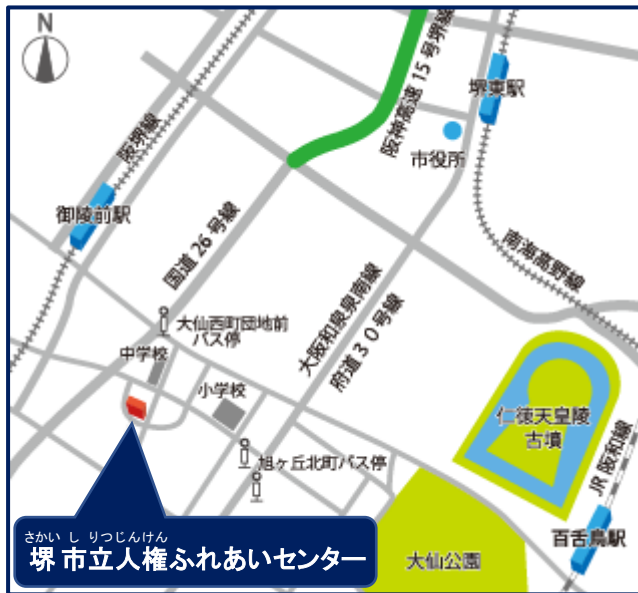 N
阪神高速15号堺線
堺東駅
阪堺線
市役所
御陵前駅
国道26号線
南海高野線
大阪和泉泉南線
府道30号線
大仙西町団地前
バス停
中学校
小学校
仁徳天皇陵
古墳
JR阪和線
旭ヶ丘北町バス停
百舌鳥駅
大仙公園
さかい し りつじんけん
堺市立人権ふれあいセンター